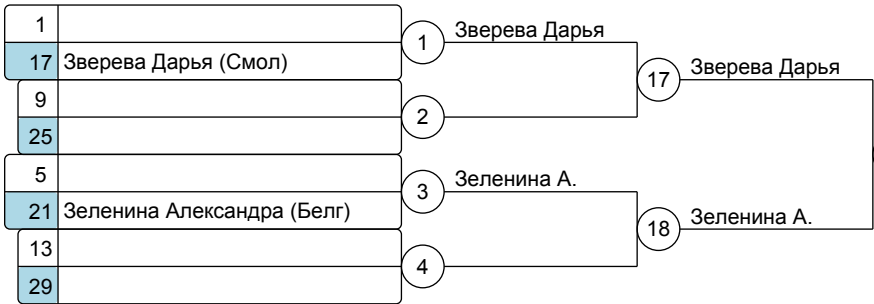 1
1 Зверева Дарья
17 Зверева Дарья (Смол)
17 Зверева Дарья
9
2
25
5
3 Зеленина А.
21 Зеленина Александра (Белг)
18 Зеленина А.
13
4
29